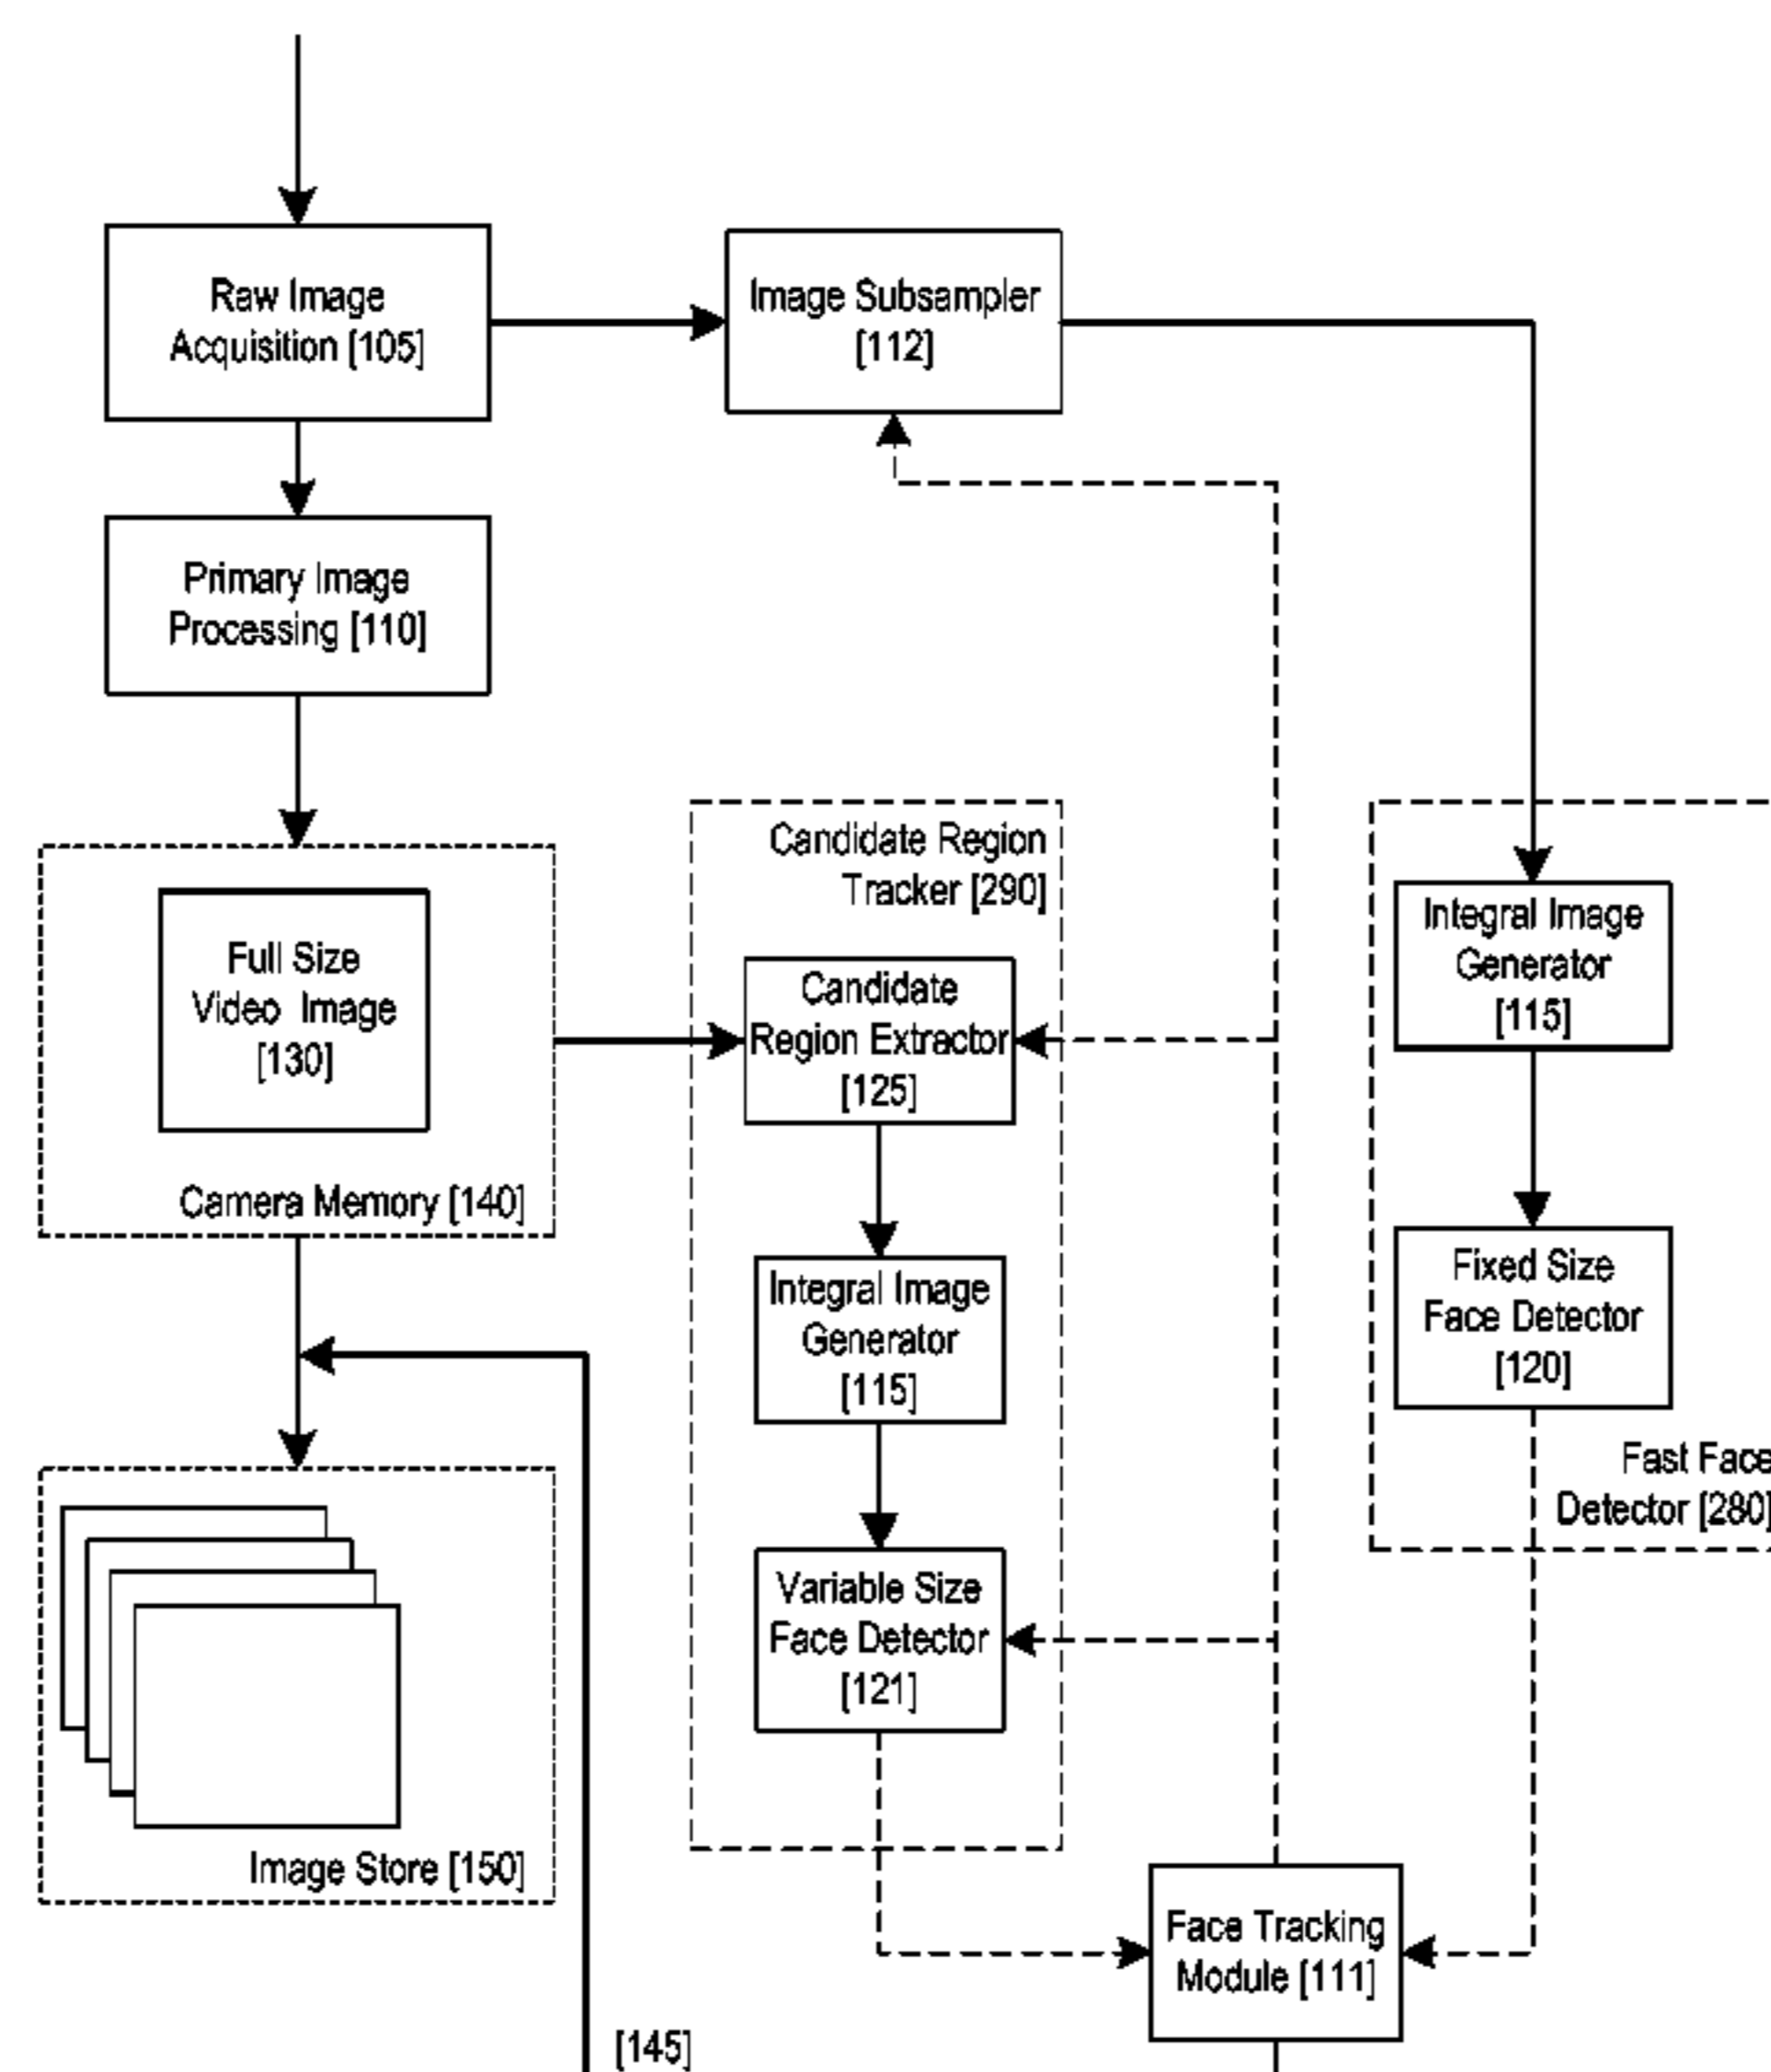 Raw Image
Acquisition [105]
Image Subsampler
[112]
Primary Image
Processing [110]
Candidate Region
Tracker [290]
Full Size
Video Image
[130]
Camera Memory [140]
Candidate
Region Extractor
[125]
Integral Image
Generator
[115]
Integral Image
Generator
[115]
Fixed Size
Face Detector
[120]
Fast Face
Detector [280]
Variable Size
Face Detector
[121]
Image Store [150]
Face Tracking
Module [111]
[145]